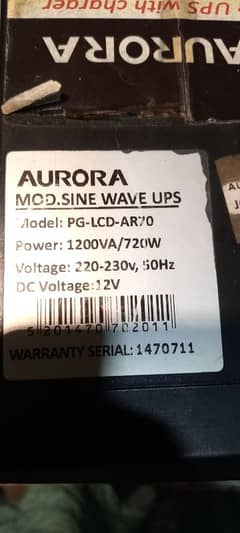 UPS with charger
AURORA
AURORA
MOD.SINE WAVE UPS
Model: PG-LCD-AR70
Power: 1200VA/720W
Voltage: 220-230v, 50Hz
DC Voltage:12V
5201470702011
WARRANTY SERIAL: 1470711